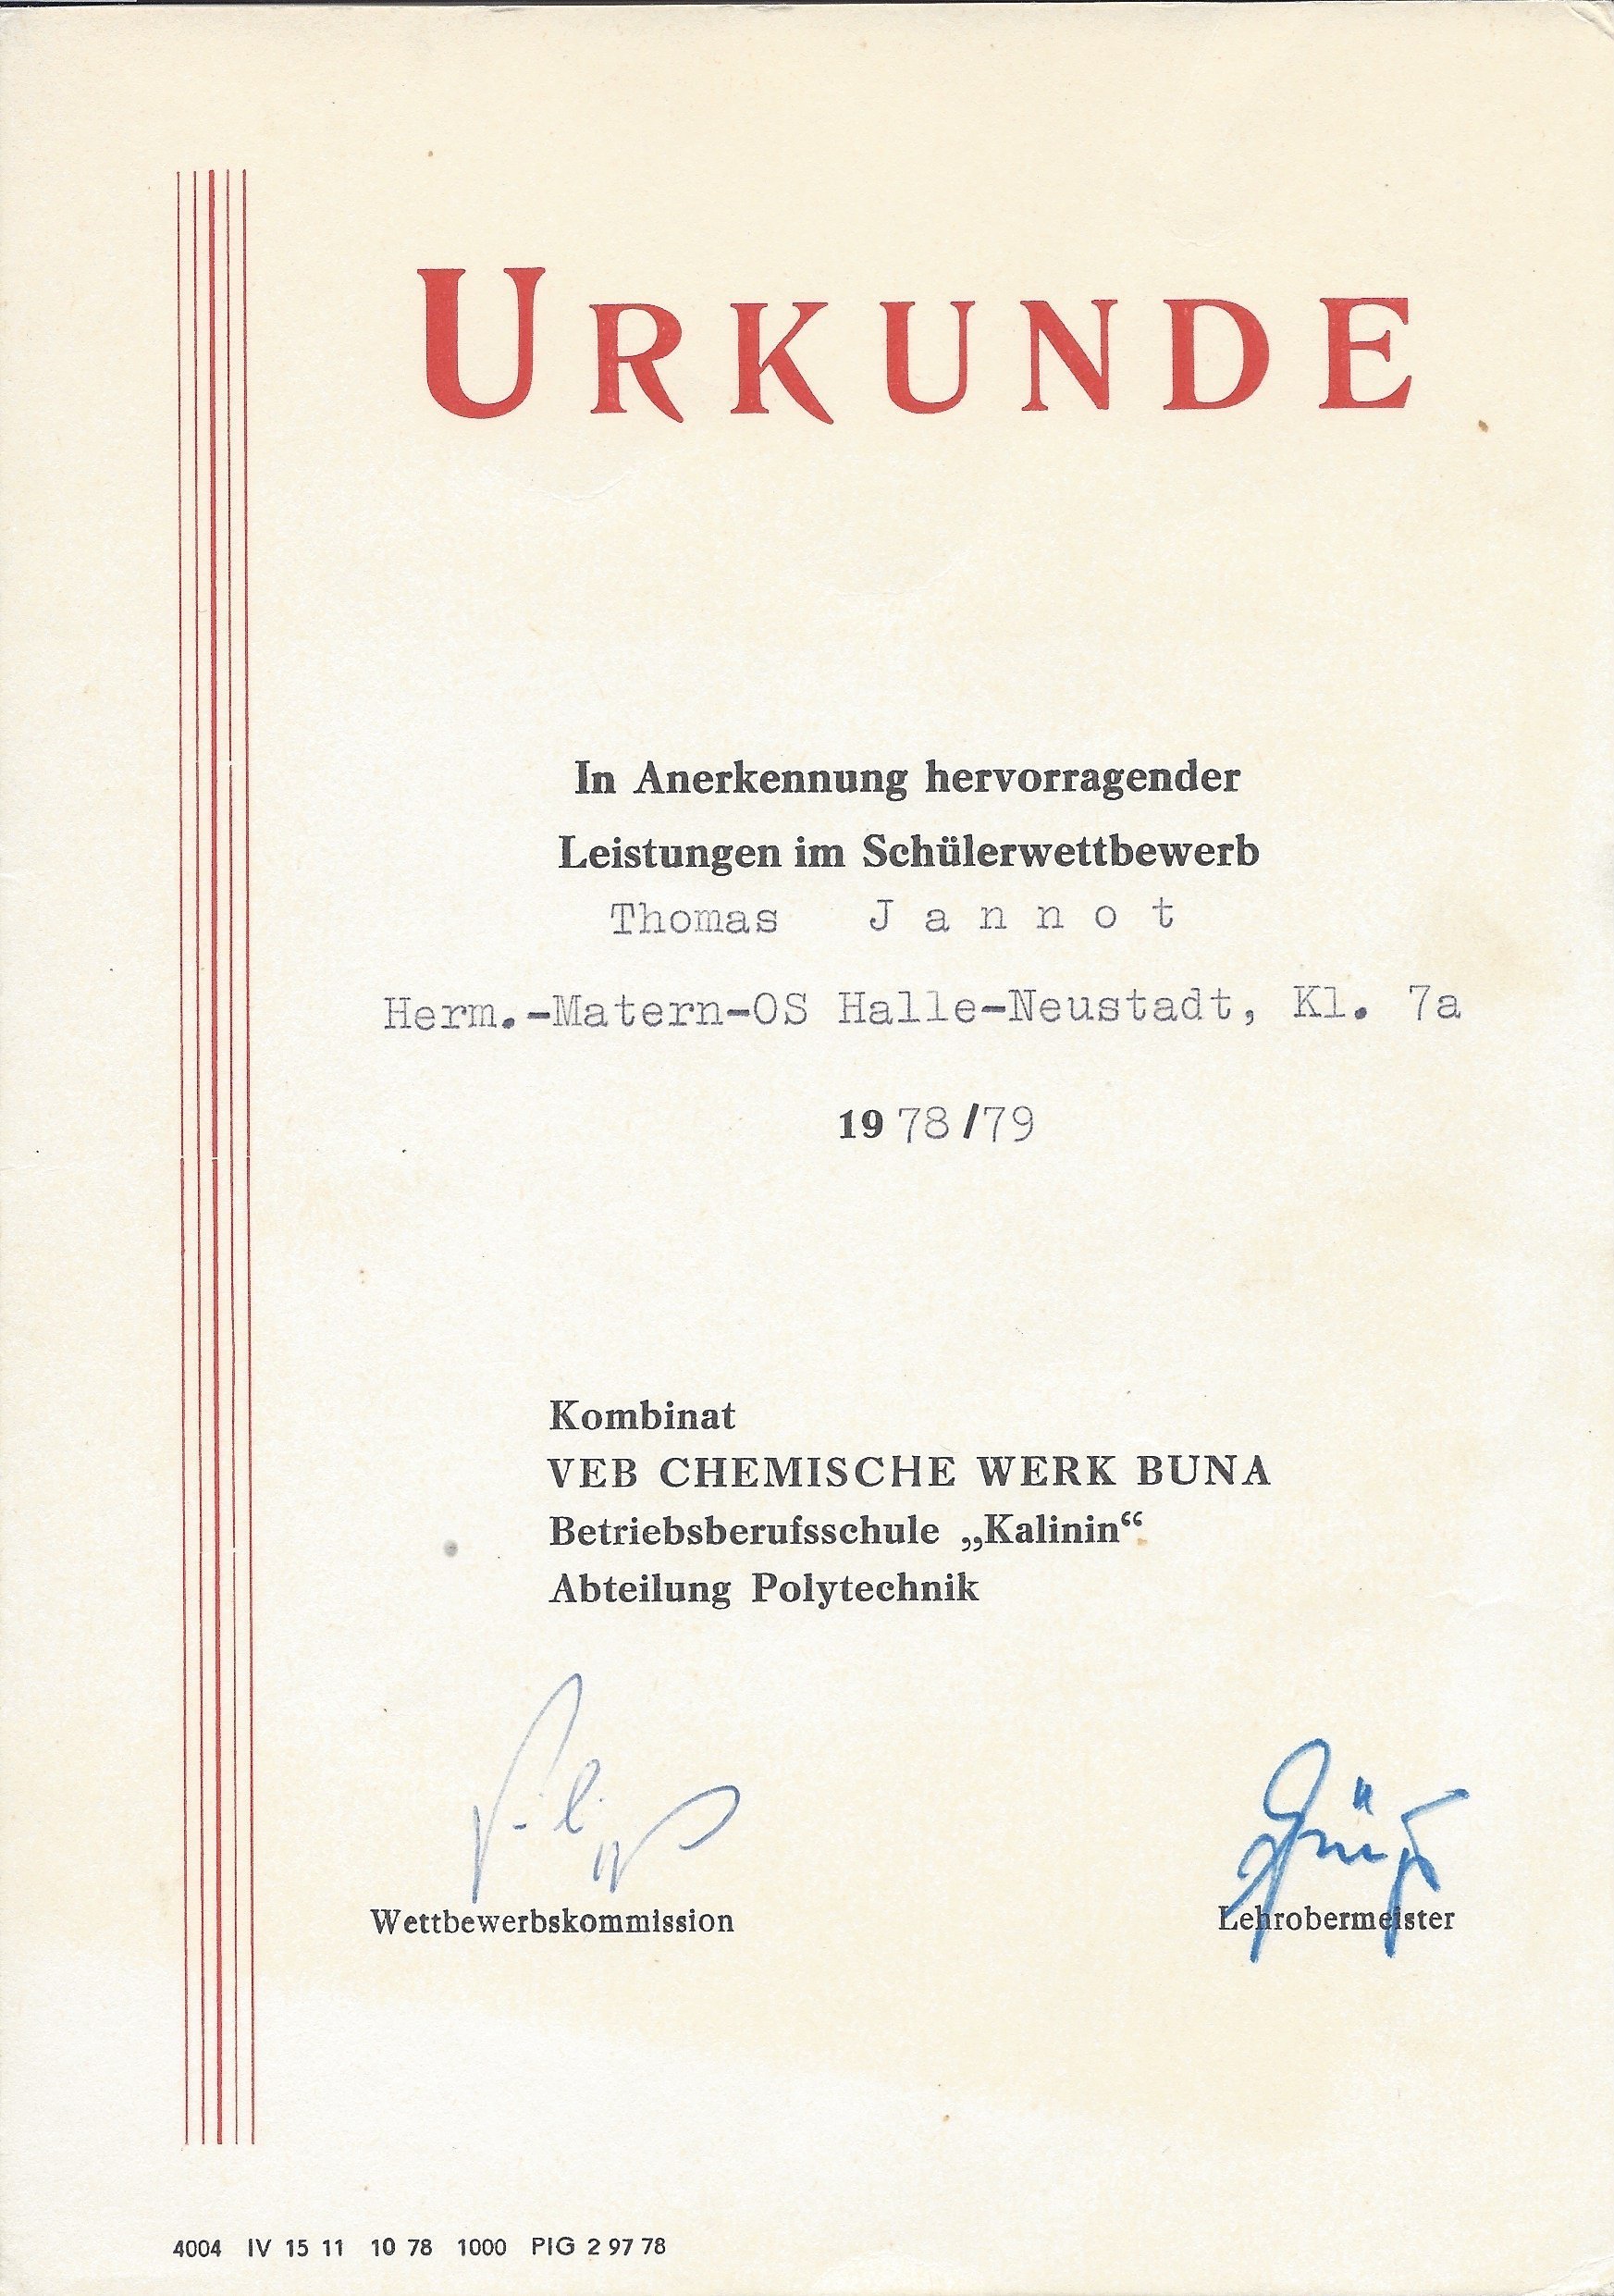 URKUNDE
In Anerkennung hervorragender
Leistungen im Schülerwettbewerb
Thomas J a n n o t
Herm.-Matern-OS Halle-Neustadt, Kl. 7a
1978/79
Kombinat
VEB CHEMISCHE WERK BUNA
Betriebsberufsschule „Kalinin“
Abteilung Polytechnik
Wettbewerbskommission
Lehrobermeister
4004 IV 15 11 10 78 1000 PIG 2 97 78